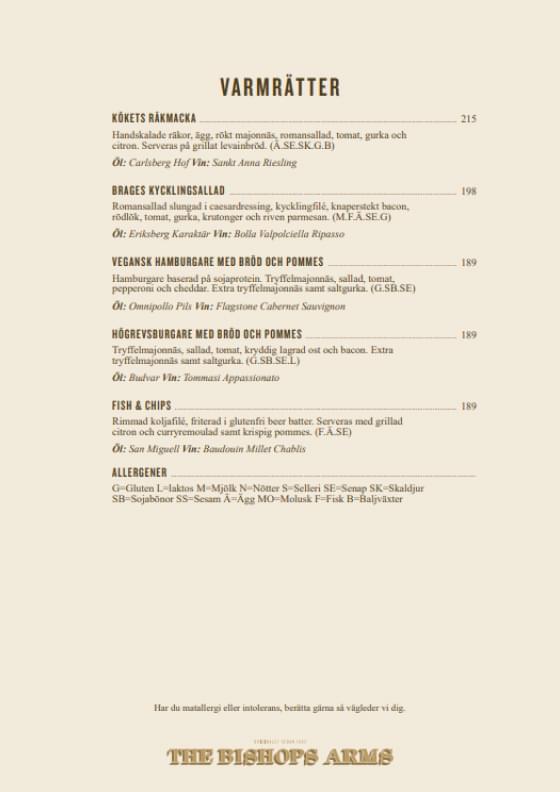 VARMRÄTTER
KÖKETS RÄKMACKA 215
Handskalade räkor, ägg, rökt majonnäs, romansallad, tomat, gurka och
citron. Serveras på grillat levainbröd. (Ä.SE.SK.G.B)
Öl: Carlsberg Hof Vin: Sankt Anna Riesling
BRAGES KYCKLINGSALLAD 198
Romansallad slungad i caesardressing, kycklingfilé, knaperstekt bacon,
rödlök, tomat, gurka, krutonger och riven parmesan. (M.F.Ä.SE.G)
Öl: Eriksberg Karaktär Vin: Bolla Valpolciella Ripasso
VEGANSK HAMBURGARE MED BRÖD OCH POMMES 189
Hamburgare baserad på sojaprotein. Tryffelmajonnäs, sallad, tomat,
pepperoni och cheddar. Extra tryffelmajonnäs samt saltgurka. (G.SB.SE)
Öl: Omnipollo Pils Vin: Flagstone Cabernet Sauvignon
HÖGREVSBURGARE MED BRÖD OCH POMMES 189
Tryffelmajonnäs, sallad, tomat, kryddig lagrad ost och bacon. Extra
tryffelmajonnäs samt saltgurka. (G.SB.SE.L)
Öl: Budvar Vin: Tommasi Appassionato
FISH & CHIPS 189
Rimmad koljafilé, friterad i glutenfri beer batter. Serveras med grillad
citron och curryremoulad samt krispig pommes. (F.Ä.SE)
Öl: San Miguell Vin: Baudouin Millet Chablis
ALLERGENER
G=Gluten L=laktos M=Mjölk N=Nötter S=Selleri SE=Senap SK=Skaldjur
SB=Sojabönor SS=Sesam Ä=Ägg MO=Molusk F=Fisk B=Baljväxter
Har du matallergi eller intolerans, berätta gärna så vägleder vi dig.
THE BISHOPS ARMS